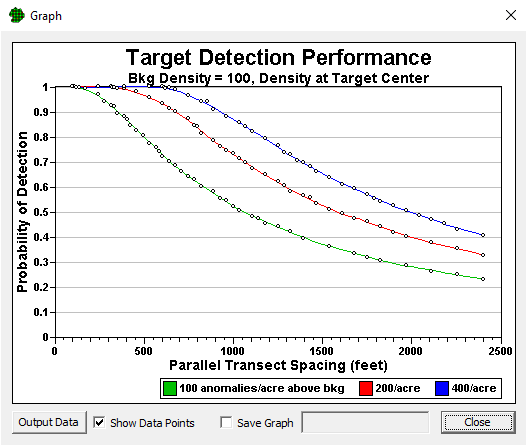 Graph
Target Detection Performance
Bkg Density = 100, Density at Target Center
Probability of Detection
1
0.9
0.8
0.7
0.6
0.5
0.4
0.3
0.2
0.1
0
0 500 1000 1500 2000 2500
Parallel Transect Spacing (feet)
100 anomalies/acre above bkg 200/acre 400/acre
Output Data Show Data Points Save Graph Close